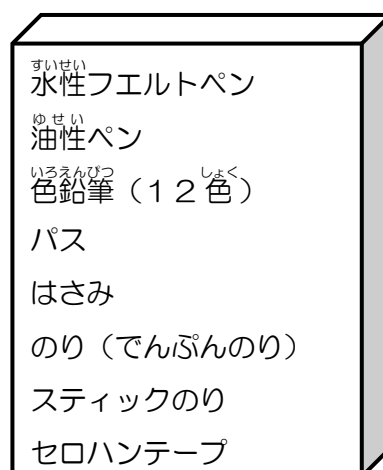 水性フエルトペン
油性ペン
色鉛筆（１２色）
パス
はさみ
のり（でんぷんのり）
スティックのり
セロハンテープ